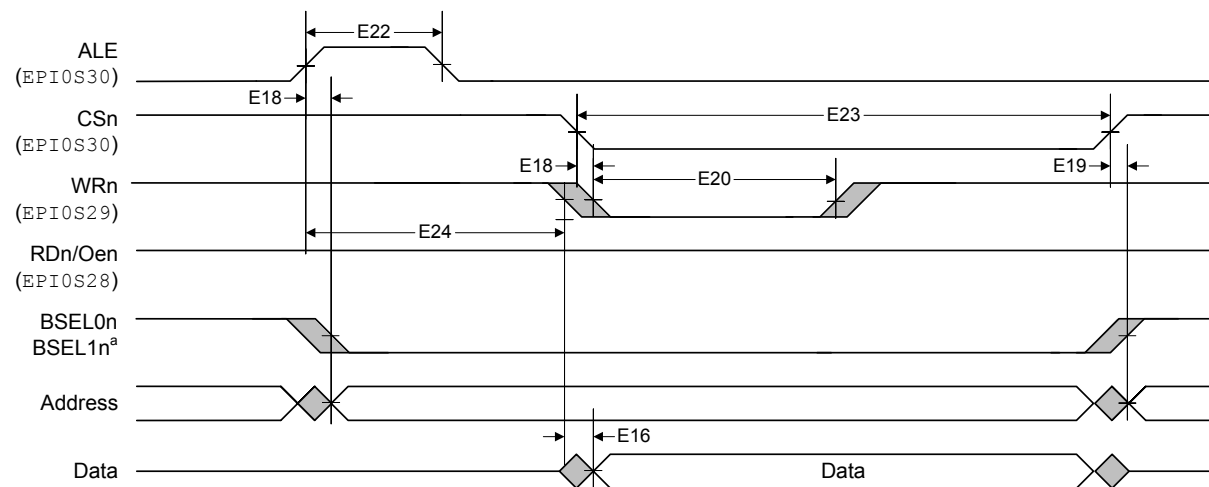 E22
ALE
(EPI0S30)
E18
CSn
(EPI0S30)
E23
E18
E19
WRn
(EPI0S29)
E20
E24
RDn/Oen
(EPI0S28)
BSEL0n
BSEL1nª
Address
E16
Data
Data